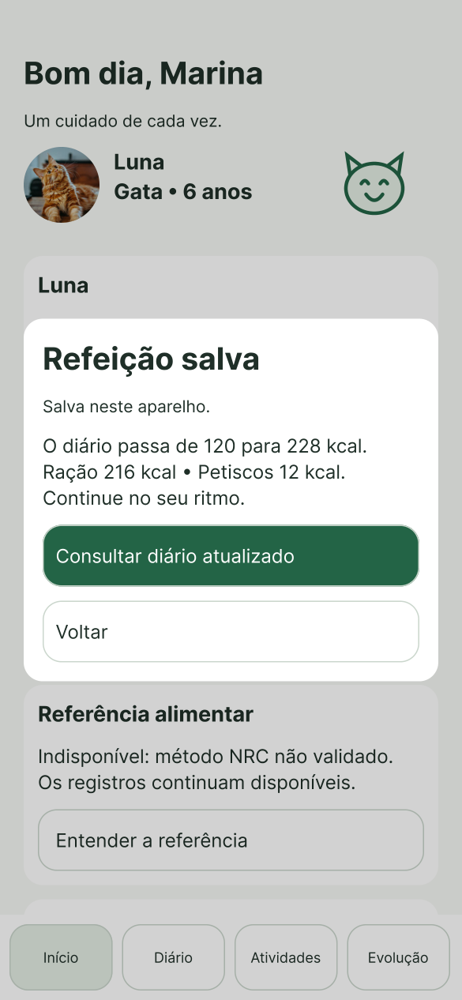 Bom dia, Marina
Um cuidado de cada vez.
Luna
Gata • 6 anos
Luna
Refeição salva
Salva neste aparelho.
O diário passa de 120 para 228 kcal.
Ração 216 kcal • Petiscos 12 kcal.
Continue no seu ritmo.
Consultar diário atualizado
Voltar
Referência alimentar
Indisponível: método NRC não validado.
Os registros continuam disponíveis.
Entender a referência
Início
Diário
Atividades
Evolução